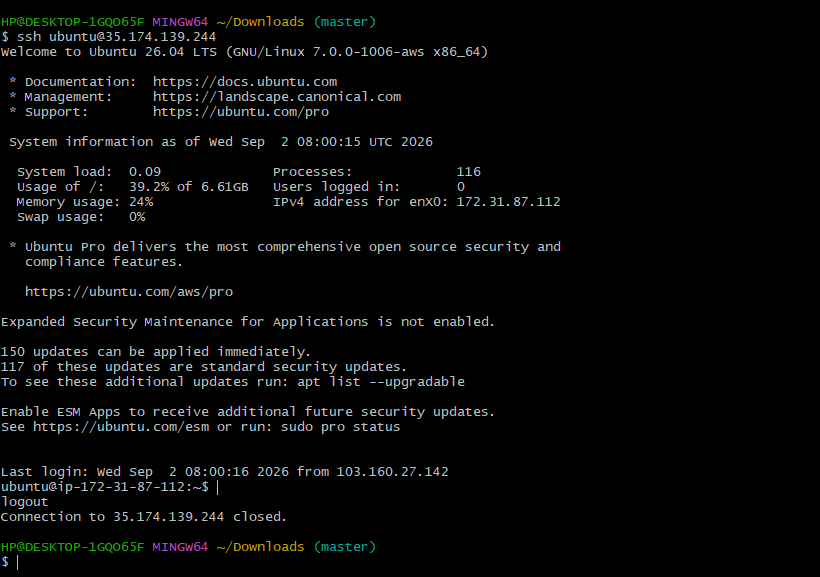 HP@DESKTOP-1GQO65F MINGW64 ~/Downloads (master)
$ ssh ubuntu@35.174.139.244
Welcome to Ubuntu 26.04 LTS (GNU/Linux 7.0.0-1006-aws x86_64)
* Documentation:  https://docs.ubuntu.com
* Management:     https://landscape.canonical.com
* Support:        https://ubuntu.com/pro
System information as of Wed Sep  2 08:00:15 UTC 2026
System load:  0.09               Processes:             116
Usage of /:   39.2% of 6.61GB   Users logged in:       0
Memory usage: 24%               IPv4 address for enX0: 172.31.87.112
Swap usage:   0%
* Ubuntu Pro delivers the most comprehensive open source security and
compliance features.
https://ubuntu.com/aws/pro
Expanded Security Maintenance for Applications is not enabled.
150 updates can be applied immediately.
117 of these updates are standard security updates.
To see these additional updates run: apt list --upgradable
Enable ESM Apps to receive additional future security updates.
See https://ubuntu.com/esm or run: sudo pro status
Last login: Wed Sep  2 08:00:16 2026 from 103.160.27.142
ubuntu@ip-172-31-87-112:~$
logout
Connection to 35.174.139.244 closed.
HP@DESKTOP-1GQO65F MINGW64 ~/Downloads (master)
$